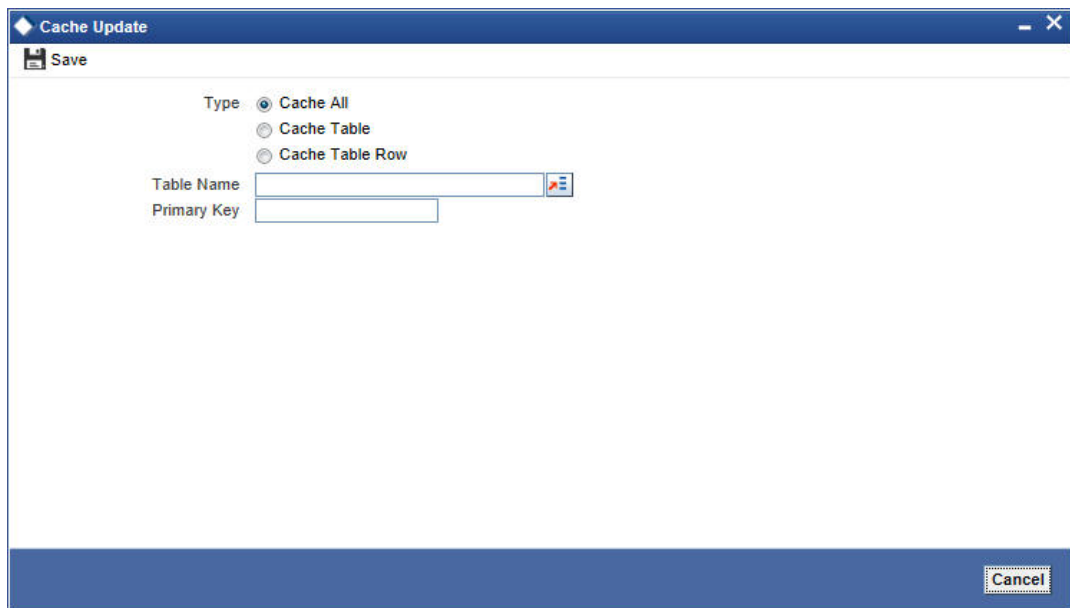 Cache Update
Save
Type Cache All
Cache Table
Cache Table Row
Table Name
Primary Key
Cancel